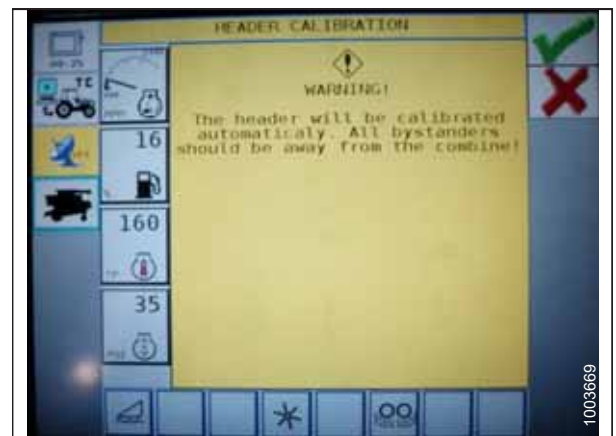 HEADER CALIBRATION
WARNING!
The header will be calibrated
automaticaly. All bystanders
should be away from the combine!
TC
16
160
35
1003669